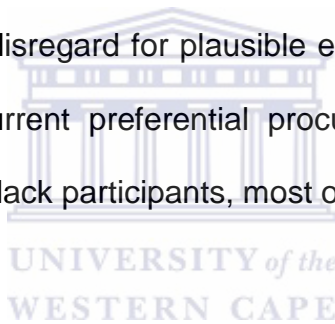 disregard for plausible e
urrent preferential procu
lack participants, most o
UNIVERSITY of the
WESTERN CAPE